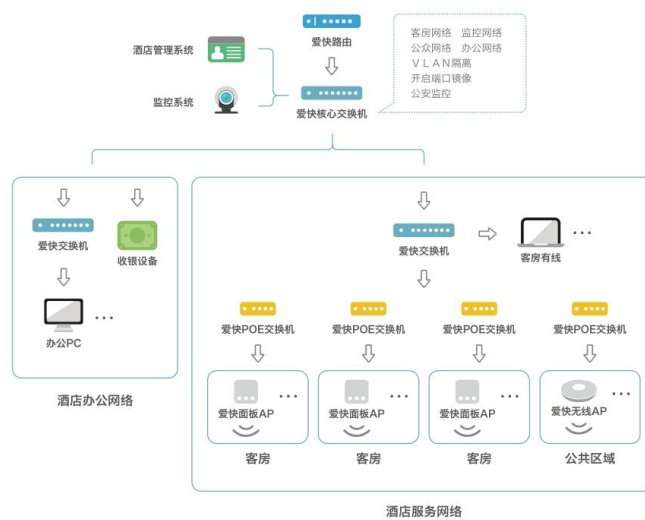 爱快路由
酒店管理系统
监控系统
爱快核心交换机
客房网络 监控网络
公众网络 办公网络
VLAN隔离
开启端口镜像
公安监控
爱快交换机
收银设备
办公PC
酒店办公网络
爱快交换机
客房有线
爱快POE交换机 爱快POE交换机 爱快POE交换机 爱快POE交换机
爱快面板AP 爱快面板AP 爱快面板AP 爱快无线AP
客房 客房 客房 公共区域
酒店服务网络